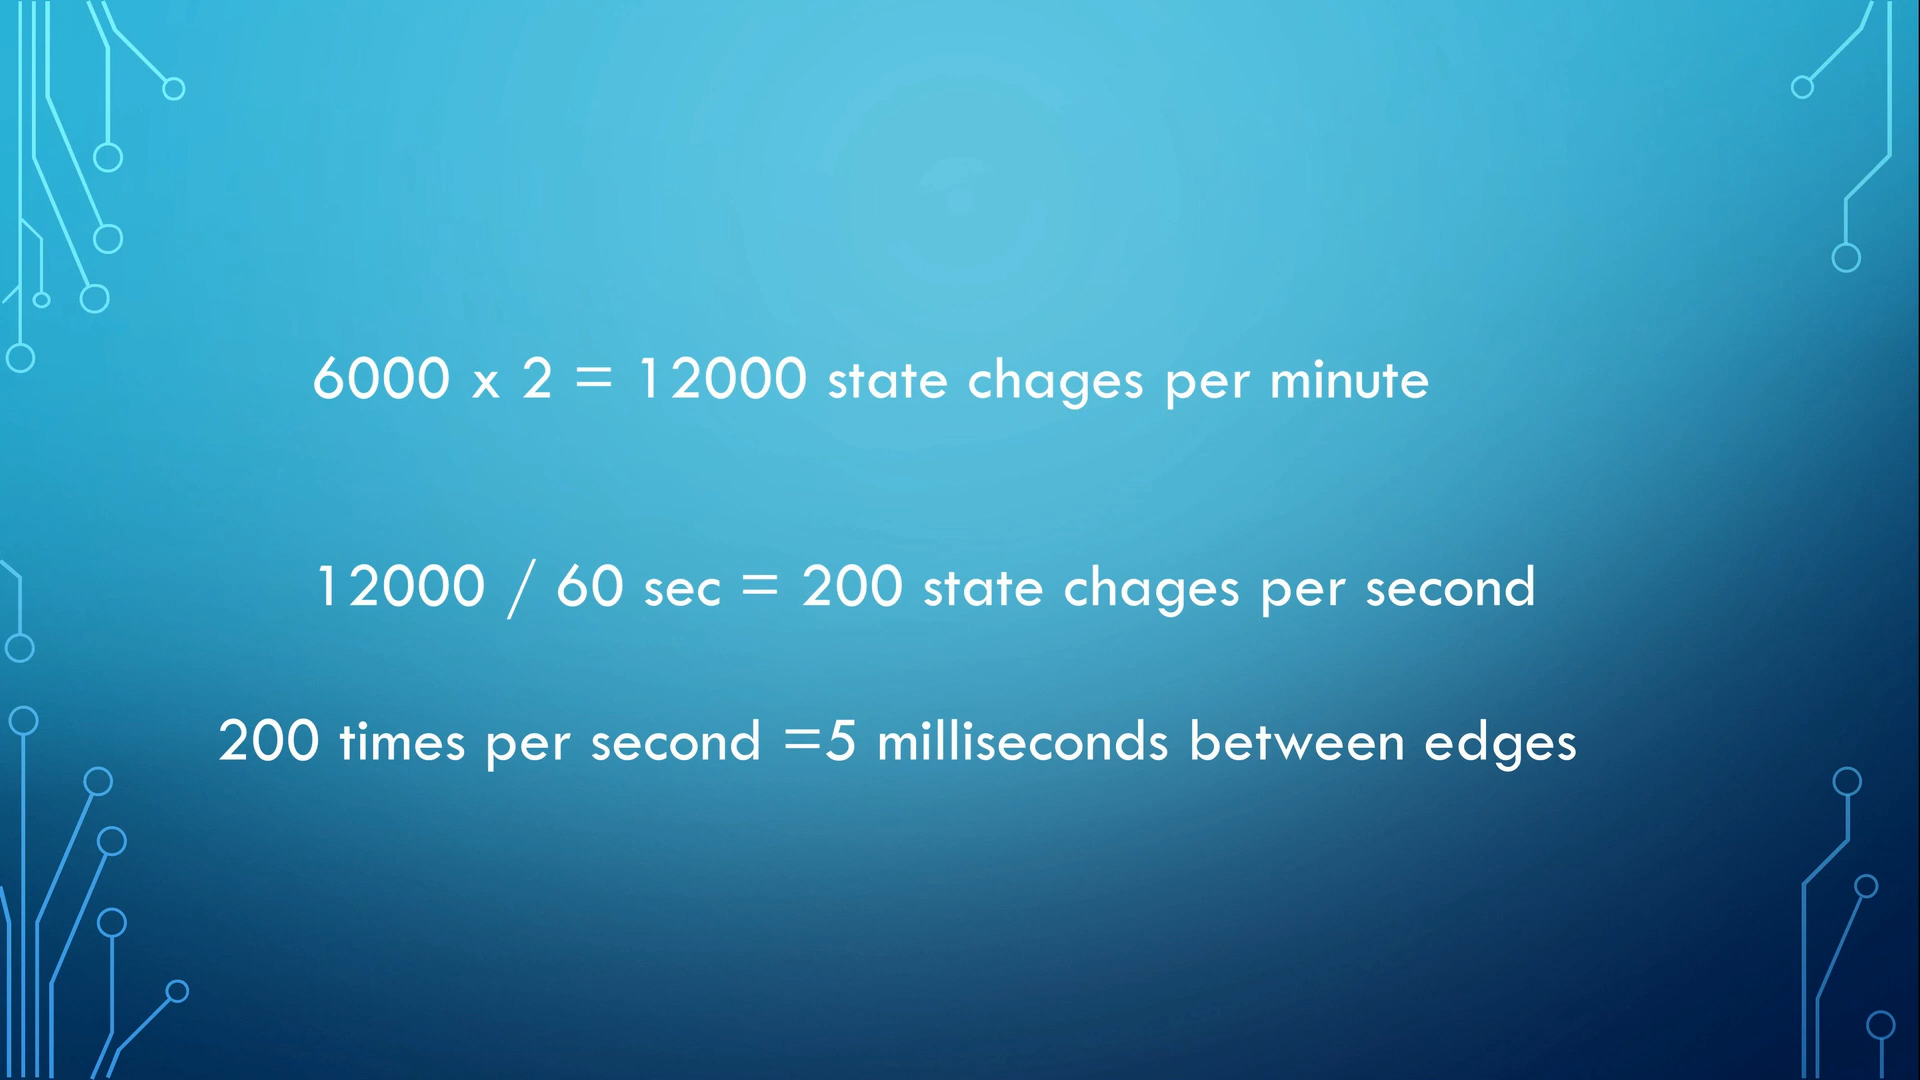 6000 x 2 = 12000 state chages per minute
12000 / 60 sec = 200 state chages per second
200 times per second =5 milliseconds between edges